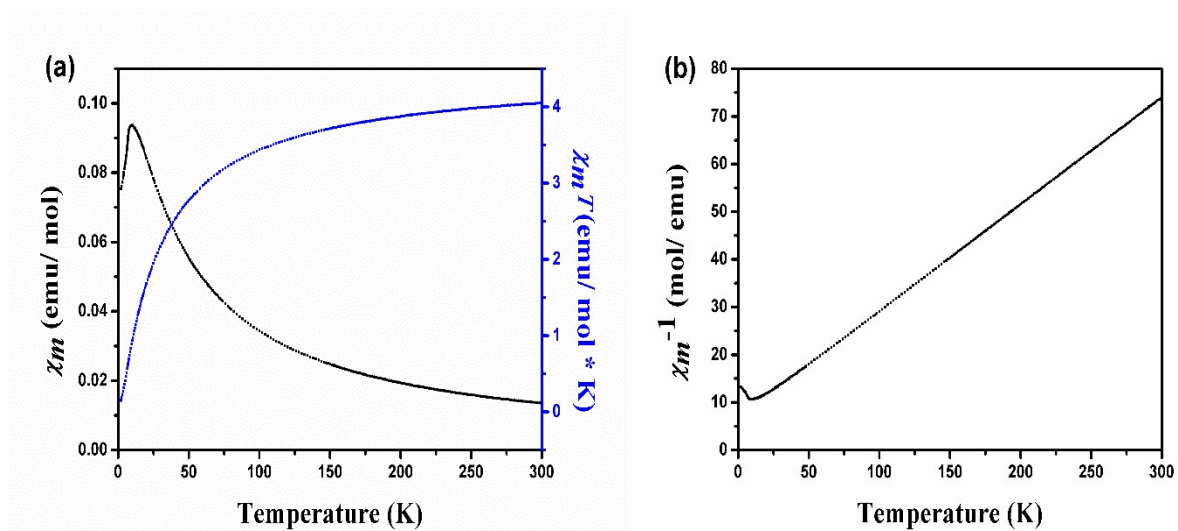 (a)
0.10
0.08
0.06
0.04
0.02
0.00
χm (emu/ mol)
0 50 100 150 200 250 300
Temperature (K)
4
3
2
1
0
χmT (emu/ mol * K)
(b)
80
70
60
50
40
30
20
10
0
χm⁻¹ (mol/ emu)
0 50 100 150 200 250 300
Temperature (K)